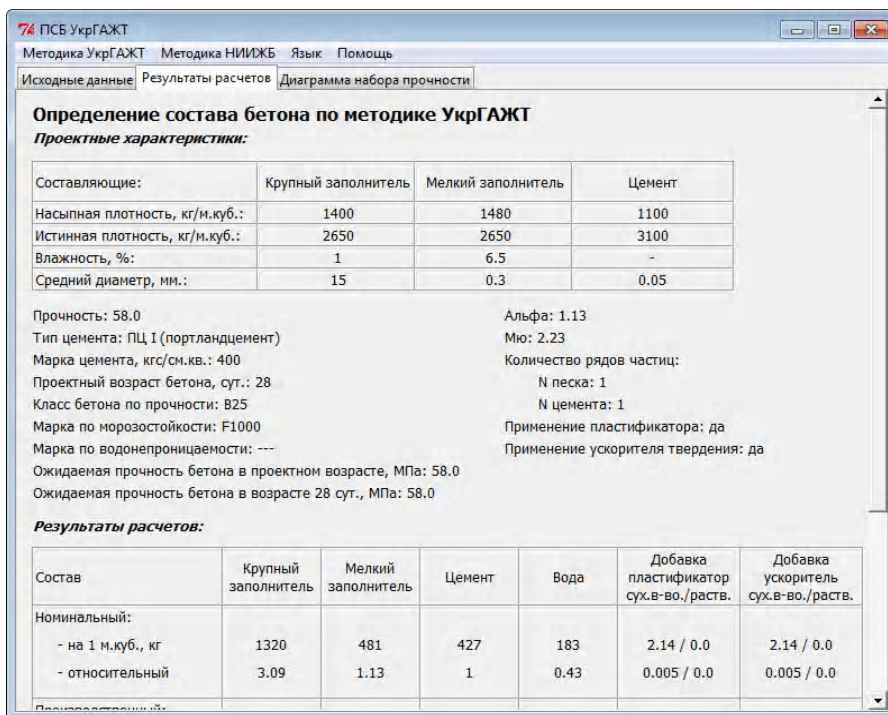 ПСБ УкрГАЖТ
Методика УкрГАЖТ Методика НИИЖБ Язык Помощь
Исходные данные Результаты расчетов Диаграмма набора прочности
Определение состава бетона по методике УкрГАЖТ
Проектные характеристики:
Составляющие: Крупный заполнитель Мелкий заполнитель Цемент
Насыпная плотность, кг/м.куб.: 1400 1480 1100
Истинная плотность, кг/м.куб.: 2650 2650 3100
Влажность, %: 1 6.5 -
Средний диаметр, мм.: 15 0.3 0.05
Прочность: 58.0 Альфа: 1.13
Тип цемента: ПЦ I (портландцемент) Мю: 2.23
Марка цемента, кгс/см.кв.: 400 Количество рядов частиц:
Проектный возраст бетона, сут.: 28 N песка: 1
Класс бетона по прочности: B25 N цемента: 1
Марка по морозостойкости: F1000 Применение пластификатора: да
Марка по водонепроницаемости: --- Применение ускорителя твердения: да
Ожидаемая прочность бетона в проектном возрасте, МПа: 58.0
Ожидаемая прочность бетона в возрасте 28 сут., МПа: 58.0
Результаты расчетов:
Состав Крупный заполнитель Мелкий заполнитель Цемент Вода Добавка пластификатор сух.в-во./раств. Добавка ускоритель сух.в-во./раств.
Номинальный:
- на 1 м.куб., кг 1320 481 427 183 2.14 / 0.0 2.14 / 0.0
- относительный 3.09 1.13 1 0.43 0.005 / 0.0 0.005 / 0.0